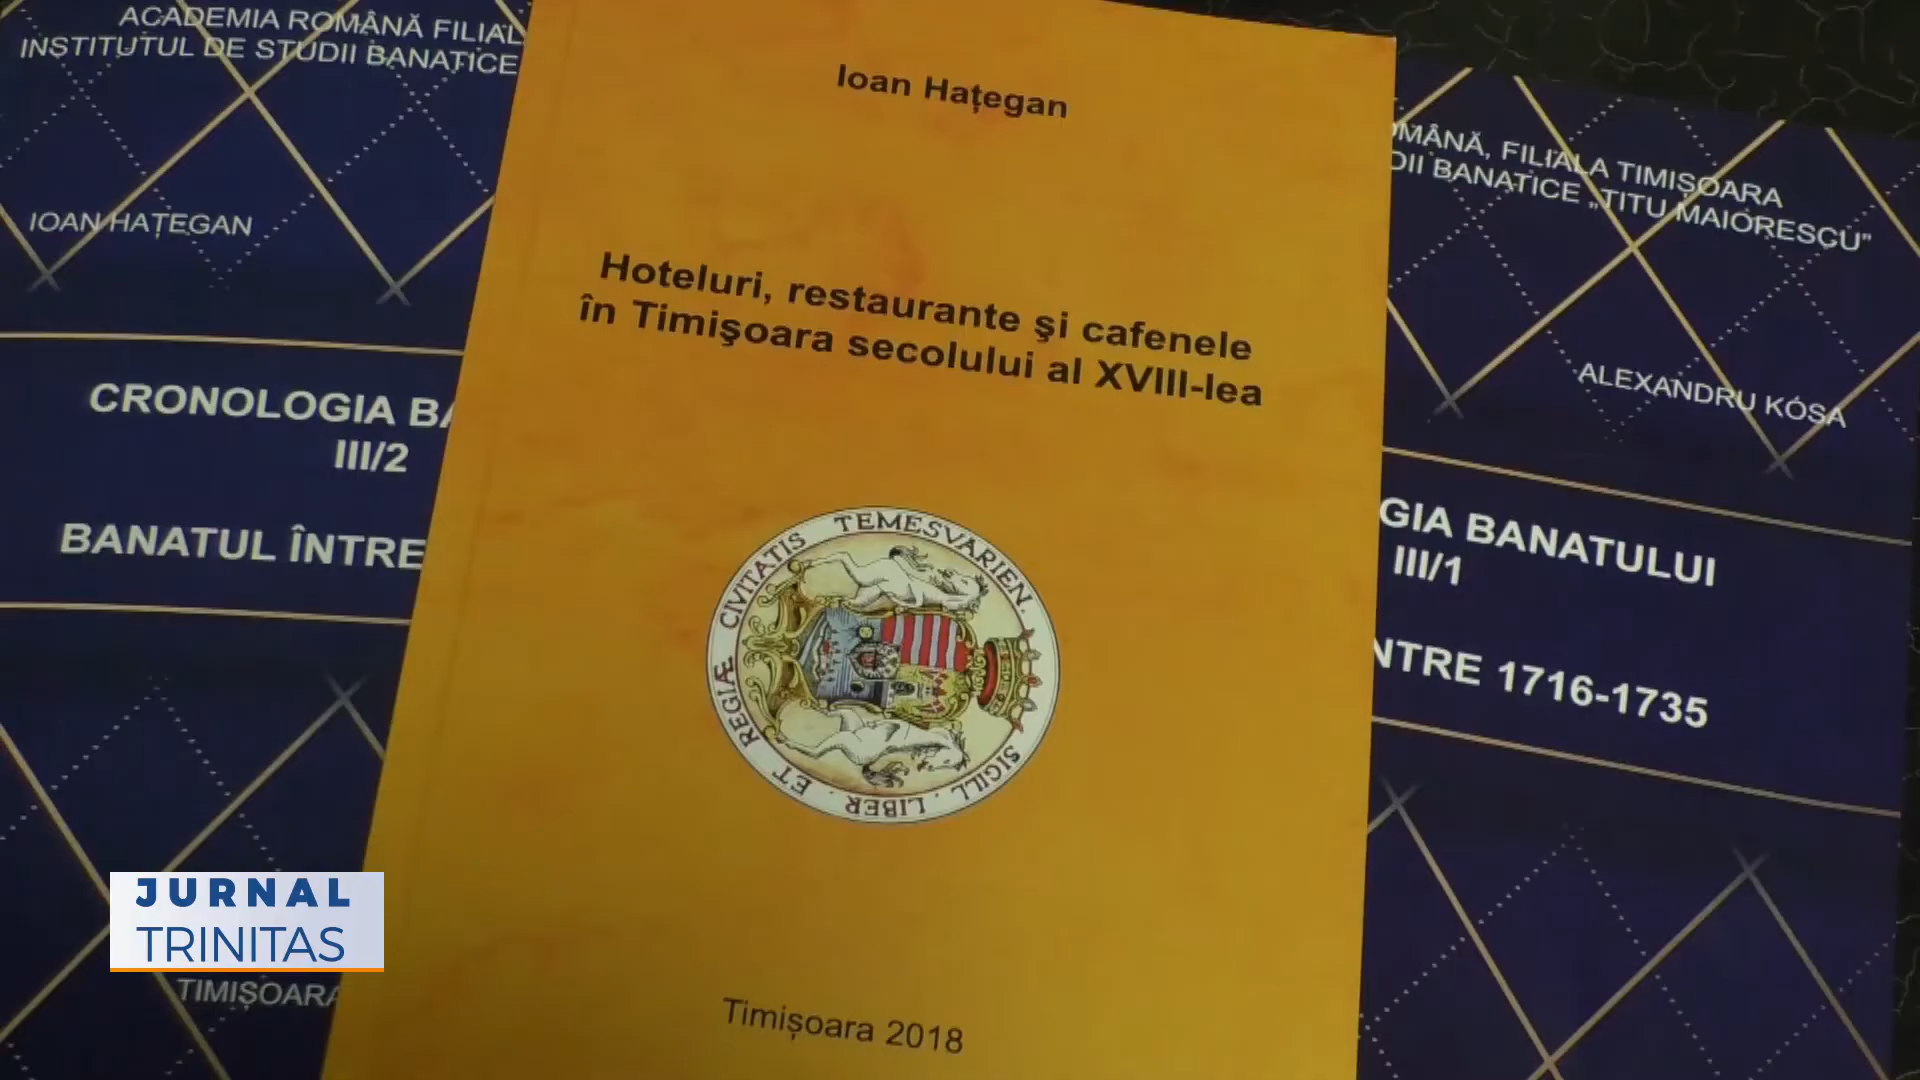 ACADEMIA ROMÂNĂ FILIAL
INSTITUTUL DE STUDII BANATICE
IOAN HAȚEGAN
CRONOLOGIA BA
III/2
BANATUL ÎNTRE
TIMIȘOARA
Ioan Hațegan
Hoteluri, restaurante şi cafenele
în Timişoara secolului al XVIII-lea
REGIÆ CIVITATIS TEMESVARIEN.
SIGILL. LIBER. ET
Timișoara 2018
OMÂNĂ, FILIALA TIMIȘOARA
DII BANATICE „TITU MAIORESCU"
ALEXANDRU KÓSA
GIA BANATULUI
III/1
NTRE 1716-1735
JURNAL
TRINITAS